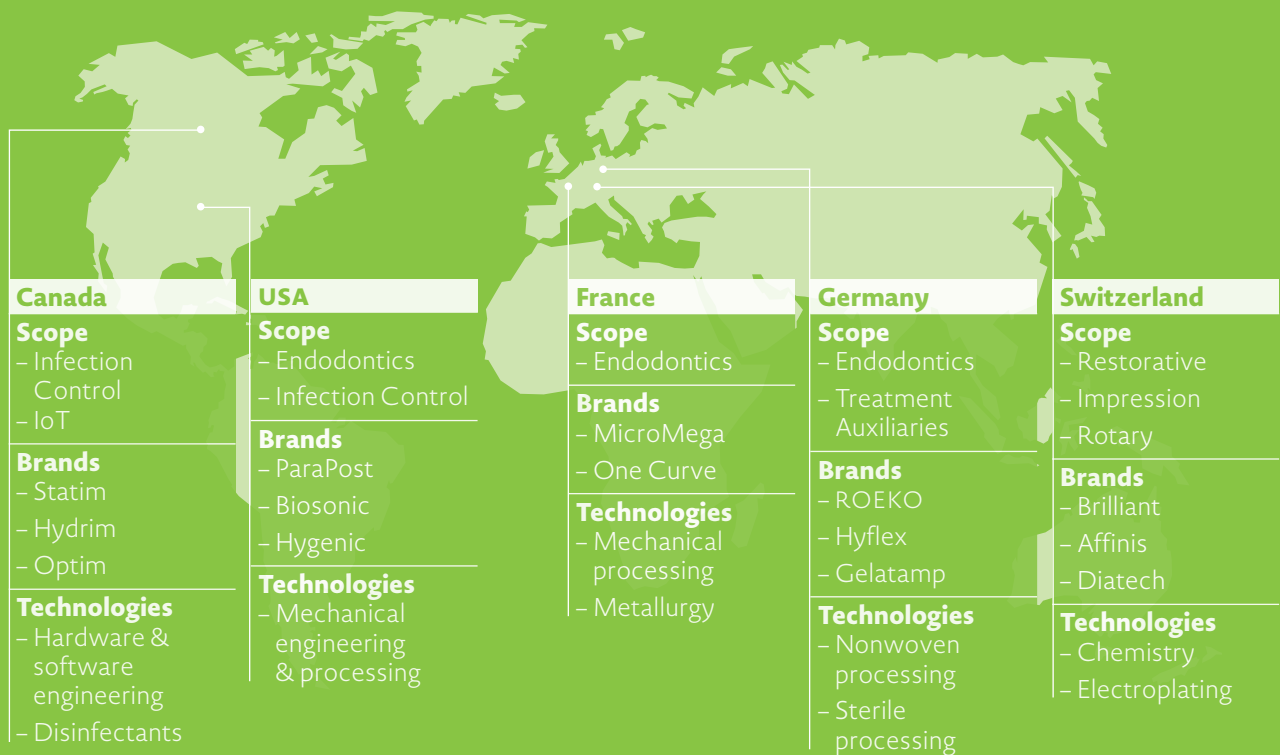 Canada
Scope
– Infection
Control
– IoT
Brands
– Statim
– Hydrim
– Optim
Technologies
– Hardware &
software
engineering
– Disinfectants
USA
Scope
– Endodontics
– Infection Control
Brands
– ParaPost
– Biosonic
– Hygenic
Technologies
– Mechanical
engineering
& processing
France
Scope
– Endodontics
Brands
– MicroMega
– One Curve
Technologies
– Mechanical
processing
– Metallurgy
Germany
Scope
– Endodontics
– Treatment
Auxiliaries
Brands
– ROEKO
– Hyflex
– Gelatamp
Technologies
– Nonwoven
processing
– Sterile
processing
Switzerland
Scope
– Restorative
– Impression
– Rotary
Brands
– Brilliant
– Affinis
– Diatech
Technologies
– Chemistry
– Electroplating